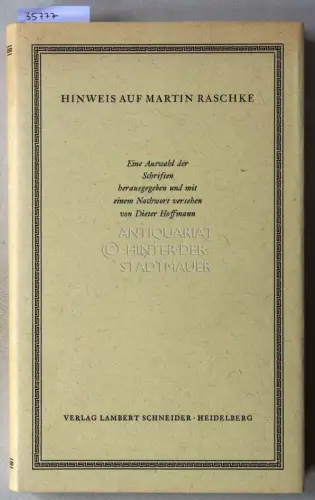 35777
HINWEIS AUF MARTIN RASCHKE
Eine Auswahl der
Schriften
herausgegeben und mit
einem Nachwort versehen
von Dieter Hoffmann
ANTIQUARIAT
© HINTER·DER·
STADTMAUER
VERLAG LAMBERT SCHNEIDER · HEIDELBERG